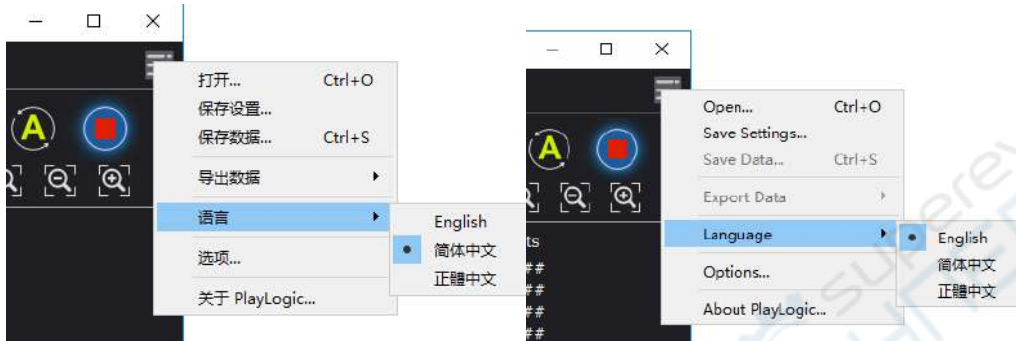 A
打开... Ctrl+O
保存设置...
保存数据... Ctrl+S
导出数据
语言
English
简体中文
正體中文
选项...
关于 PlayLogic...
A
Open... Ctrl+O
Save Settings...
Save Data... Ctrl+S
Export Data
Language
English
简体中文
正體中文
Options...
About PlayLogic...
ts
##
##
##
##